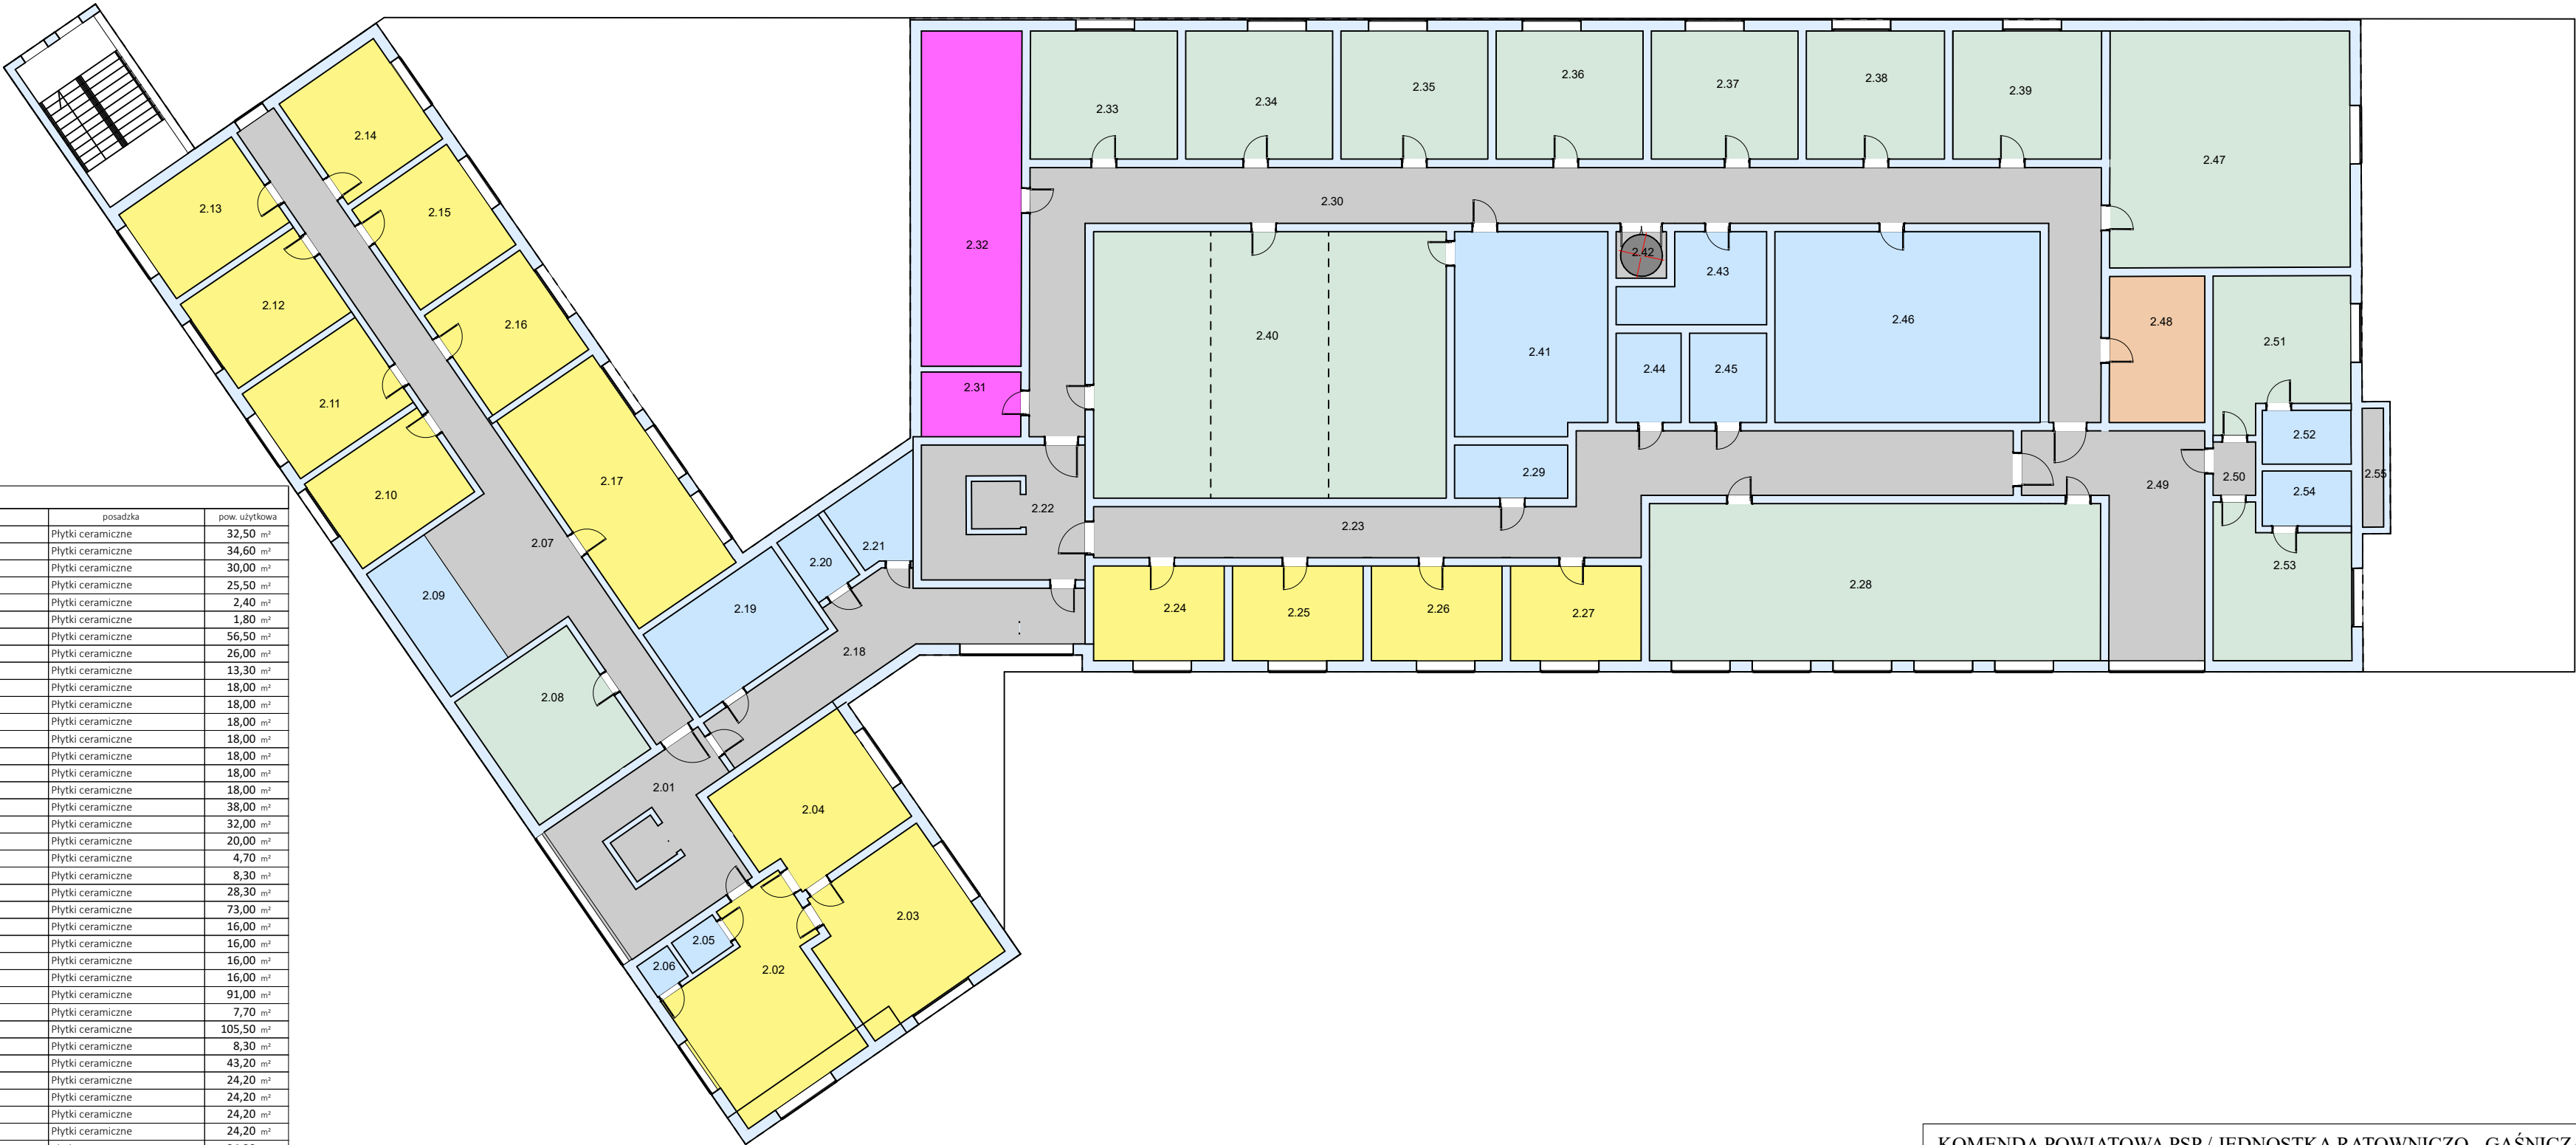 2.14
2.13
2.15
2.12
2.16
2.11
2.10
2.17
2.07
2.09
2.08
2.19
2.20
2.21
2.18
2.01
2.04
2.03
2.05
2.06
2.02
2.33
2.34
2.35
2.36
2.37
2.38
2.39
2.47
2.30
2.32
2.42
2.43
2.40
2.41
2.46
2.48
2.51
2.31
2.44
2.45
2.22
2.29
2.23
2.49
2.50
2.52
2.54
2.55
2.28
2.53
2.24
2.25
2.26
2.27
posadzka pow. użytkowa
Płytki ceramiczne 32,50 m²
Płytki ceramiczne 34,60 m²
Płytki ceramiczne 30,00 m²
Płytki ceramiczne 25,50 m²
Płytki ceramiczne 2,40 m²
Płytki ceramiczne 1,80 m²
Płytki ceramiczne 56,50 m²
Płytki ceramiczne 26,00 m²
Płytki ceramiczne 13,30 m²
Płytki ceramiczne 18,00 m²
Płytki ceramiczne 18,00 m²
Płytki ceramiczne 18,00 m²
Płytki ceramiczne 18,00 m²
Płytki ceramiczne 18,00 m²
Płytki ceramiczne 18,00 m²
Płytki ceramiczne 18,00 m²
Płytki ceramiczne 38,00 m²
Płytki ceramiczne 32,00 m²
Płytki ceramiczne 20,00 m²
Płytki ceramiczne 4,70 m²
Płytki ceramiczne 8,30 m²
Płytki ceramiczne 28,30 m²
Płytki ceramiczne 73,00 m²
Płytki ceramiczne 16,00 m²
Płytki ceramiczne 16,00 m²
Płytki ceramiczne 16,00 m²
Płytki ceramiczne 16,00 m²
Płytki ceramiczne 91,00 m²
Płytki ceramiczne 7,70 m²
Płytki ceramiczne 105,50 m²
Płytki ceramiczne 8,30 m²
Płytki ceramiczne 43,20 m²
Płytki ceramiczne 24,20 m²
Płytki ceramiczne 24,20 m²
Płytki ceramiczne 24,20 m²
Płytki ceramiczne 24,20 m²
KOMENDA POWIATOWA PSP / JEDNOSTKA RATOWNICZO - GAŚNICZ